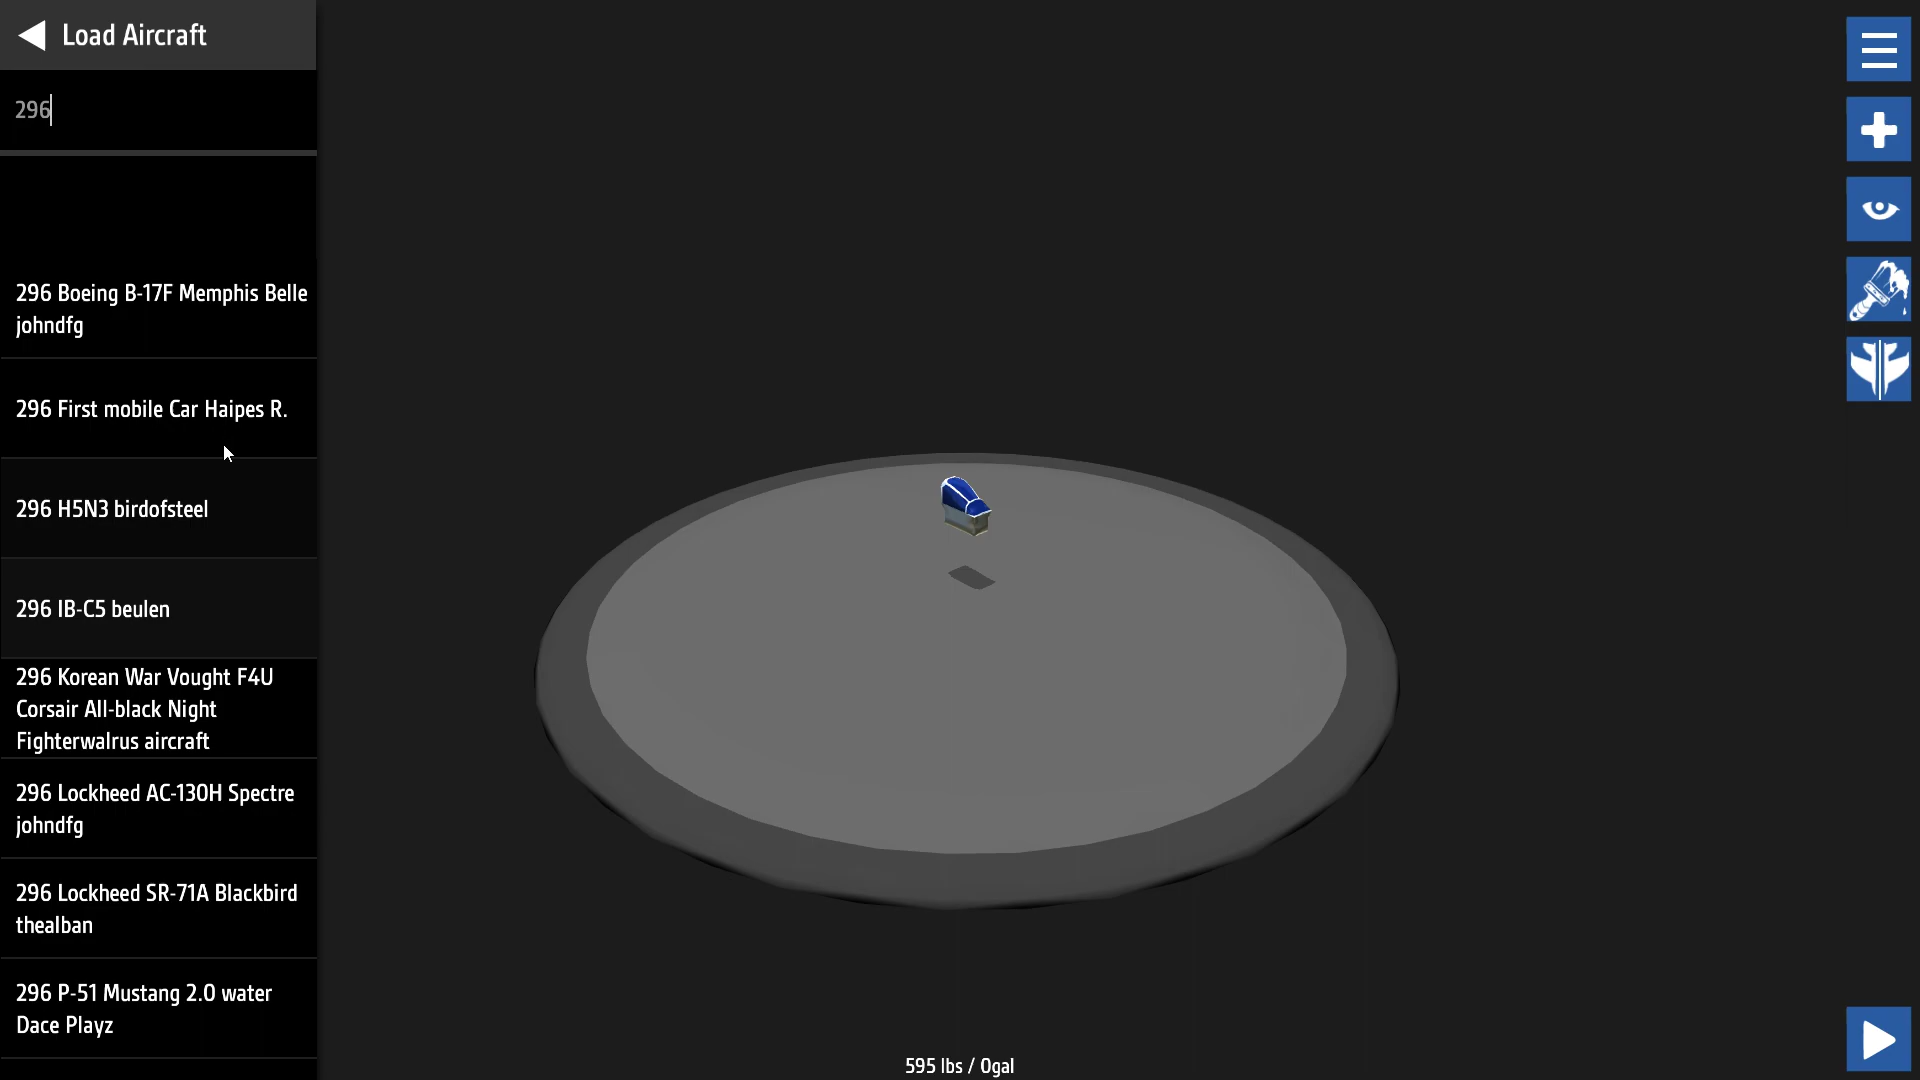 Load Aircraft
296
296 Boeing B-17F Memphis Belle
johndfg
296 First mobile Car Haipes R.
296 H5N3 birdofsteel
296 IB-C5 beulen
296 Korean War Vought F4U
Corsair All-black Night
Fighterwalrus aircraft
296 Lockheed AC-130H Spectre
johndfg
296 Lockheed SR-71A Blackbird
thealban
296 P-51 Mustang 2.0 water
Dace Playz
595 lbs / 0gal